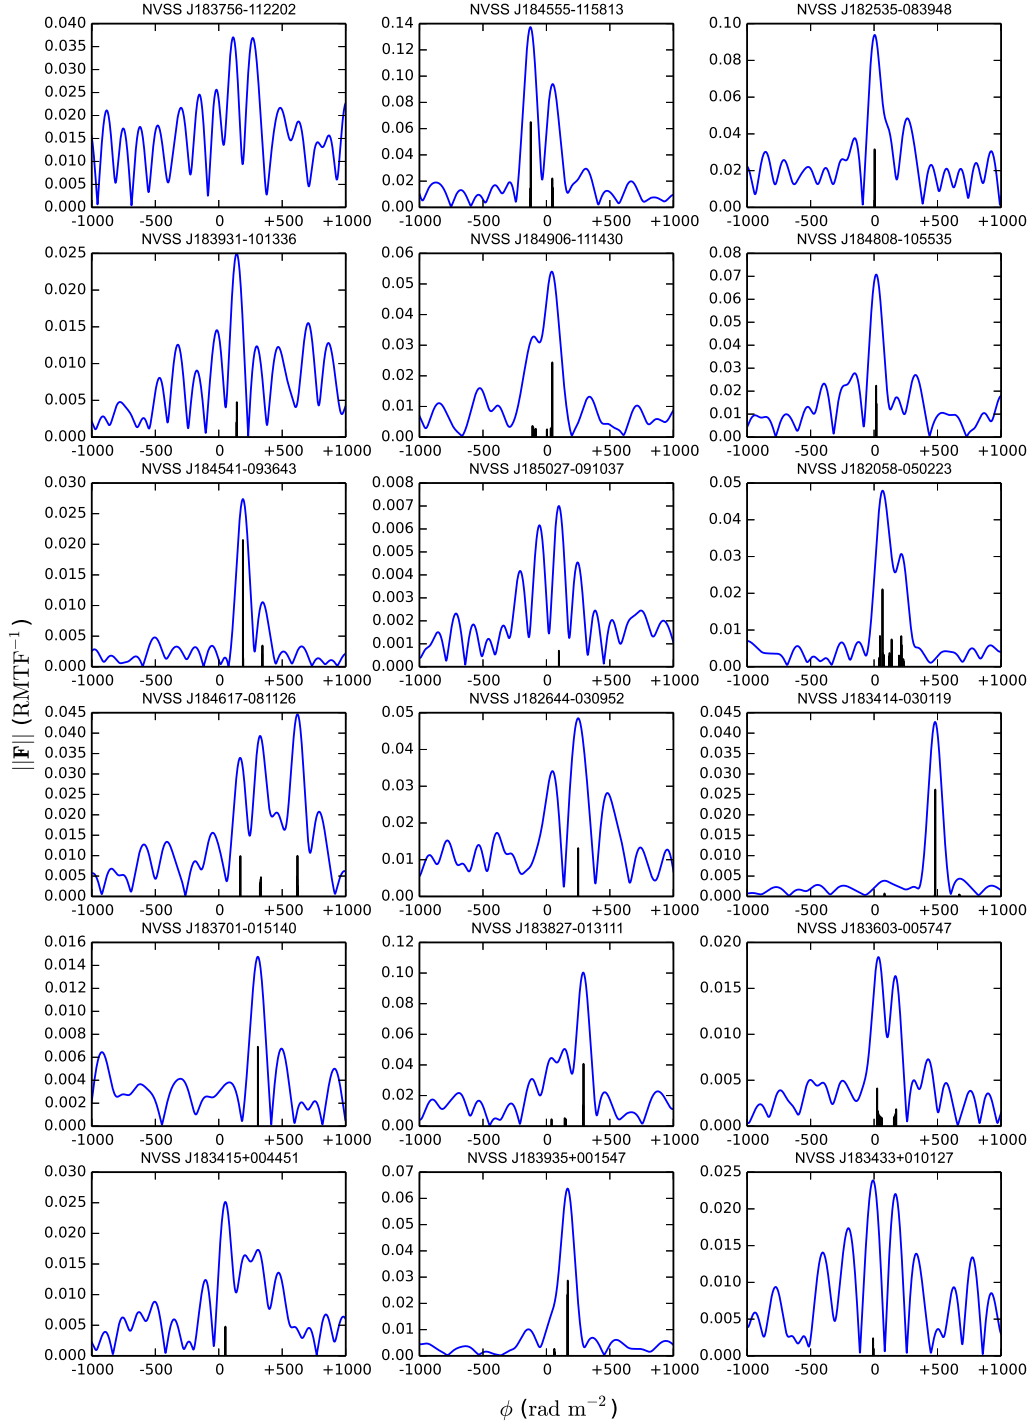 NVSS J183756-112202 NVSS J184555-115813 NVSS J182535-083948
0.040 0.035 0.030 0.025 0.020 0.015 0.010 0.005 0.000
0.14 0.12 0.10 0.08 0.06 0.04 0.02 0.00
0.10 0.08 0.06 0.04 0.02 0.00
-1000 -500 0 +500 +1000 -1000 -500 0 +500 +1000 -1000 -500 0 +500 +1000
NVSS J183931-101336 NVSS J184906-111430 NVSS J184808-105535
0.025 0.020 0.015 0.010 0.005 0.000
0.06 0.05 0.04 0.03 0.02 0.01 0.00
0.08 0.07 0.06 0.05 0.04 0.03 0.02 0.01 0.00
-1000 -500 0 +500 +1000 -1000 -500 0 +500 +1000 -1000 -500 0 +500 +1000
NVSS J184541-093643 NVSS J185027-091037 NVSS J182058-050223
0.030 0.025 0.020 0.015 0.010 0.005 0.000
0.008 0.007 0.006 0.005 0.004 0.003 0.002 0.001 0.000
0.05 0.04 0.03 0.02 0.01 0.00
-1000 -500 0 +500 +1000 -1000 -500 0 +500 +1000 -1000 -500 0 +500 +1000
NVSS J184617-081126 NVSS J182644-030952 NVSS J183414-030119
0.045 0.040 0.035 0.030 0.025 0.020 0.015 0.010 0.005 0.000
0.05 0.04 0.03 0.02 0.01 0.00
0.045 0.040 0.035 0.030 0.025 0.020 0.015 0.010 0.005 0.000
-1000 -500 0 +500 +1000 -1000 -500 0 +500 +1000 -1000 -500 0 +500 +1000
NVSS J183701-015140 NVSS J183827-013111 NVSS J183603-005747
0.016 0.014 0.012 0.010 0.008 0.006 0.004 0.002 0.000
0.12 0.10 0.08 0.06 0.04 0.02 0.00
0.020 0.015 0.010 0.005 0.000
-1000 -500 0 +500 +1000 -1000 -500 0 +500 +1000 -1000 -500 0 +500 +1000
NVSS J183415+004451 NVSS J183935+001547 NVSS J183433+010127
0.030 0.025 0.020 0.015 0.010 0.005 0.000
0.07 0.06 0.05 0.04 0.03 0.02 0.01 0.00
0.025 0.020 0.015 0.010 0.005 0.000
-1000 -500 0 +500 +1000 -1000 -500 0 +500 +1000 -1000 -500 0 +500 +1000
||F|| (RMTF⁻¹)
ϕ (rad m⁻²)